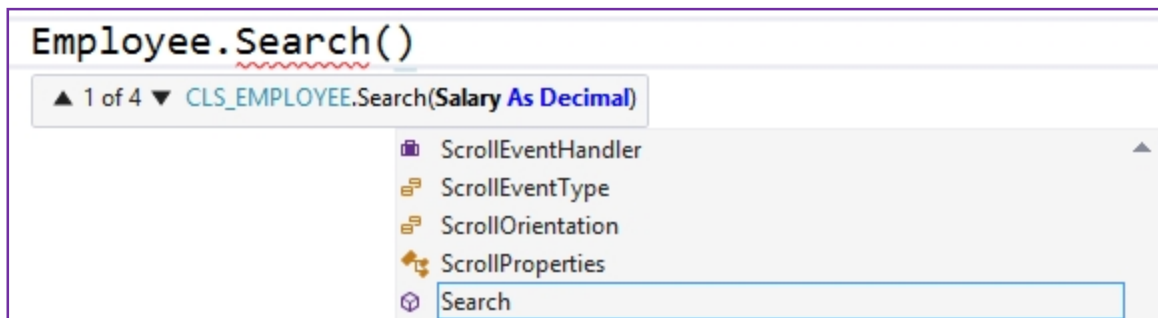 Employee.Search()
▲ 1 of 4 ▼ CLS_EMPLOYEE.Search(Salary As Decimal)
ScrollEventHandler
ScrollEventType
ScrollOrientation
ScrollProperties
Search